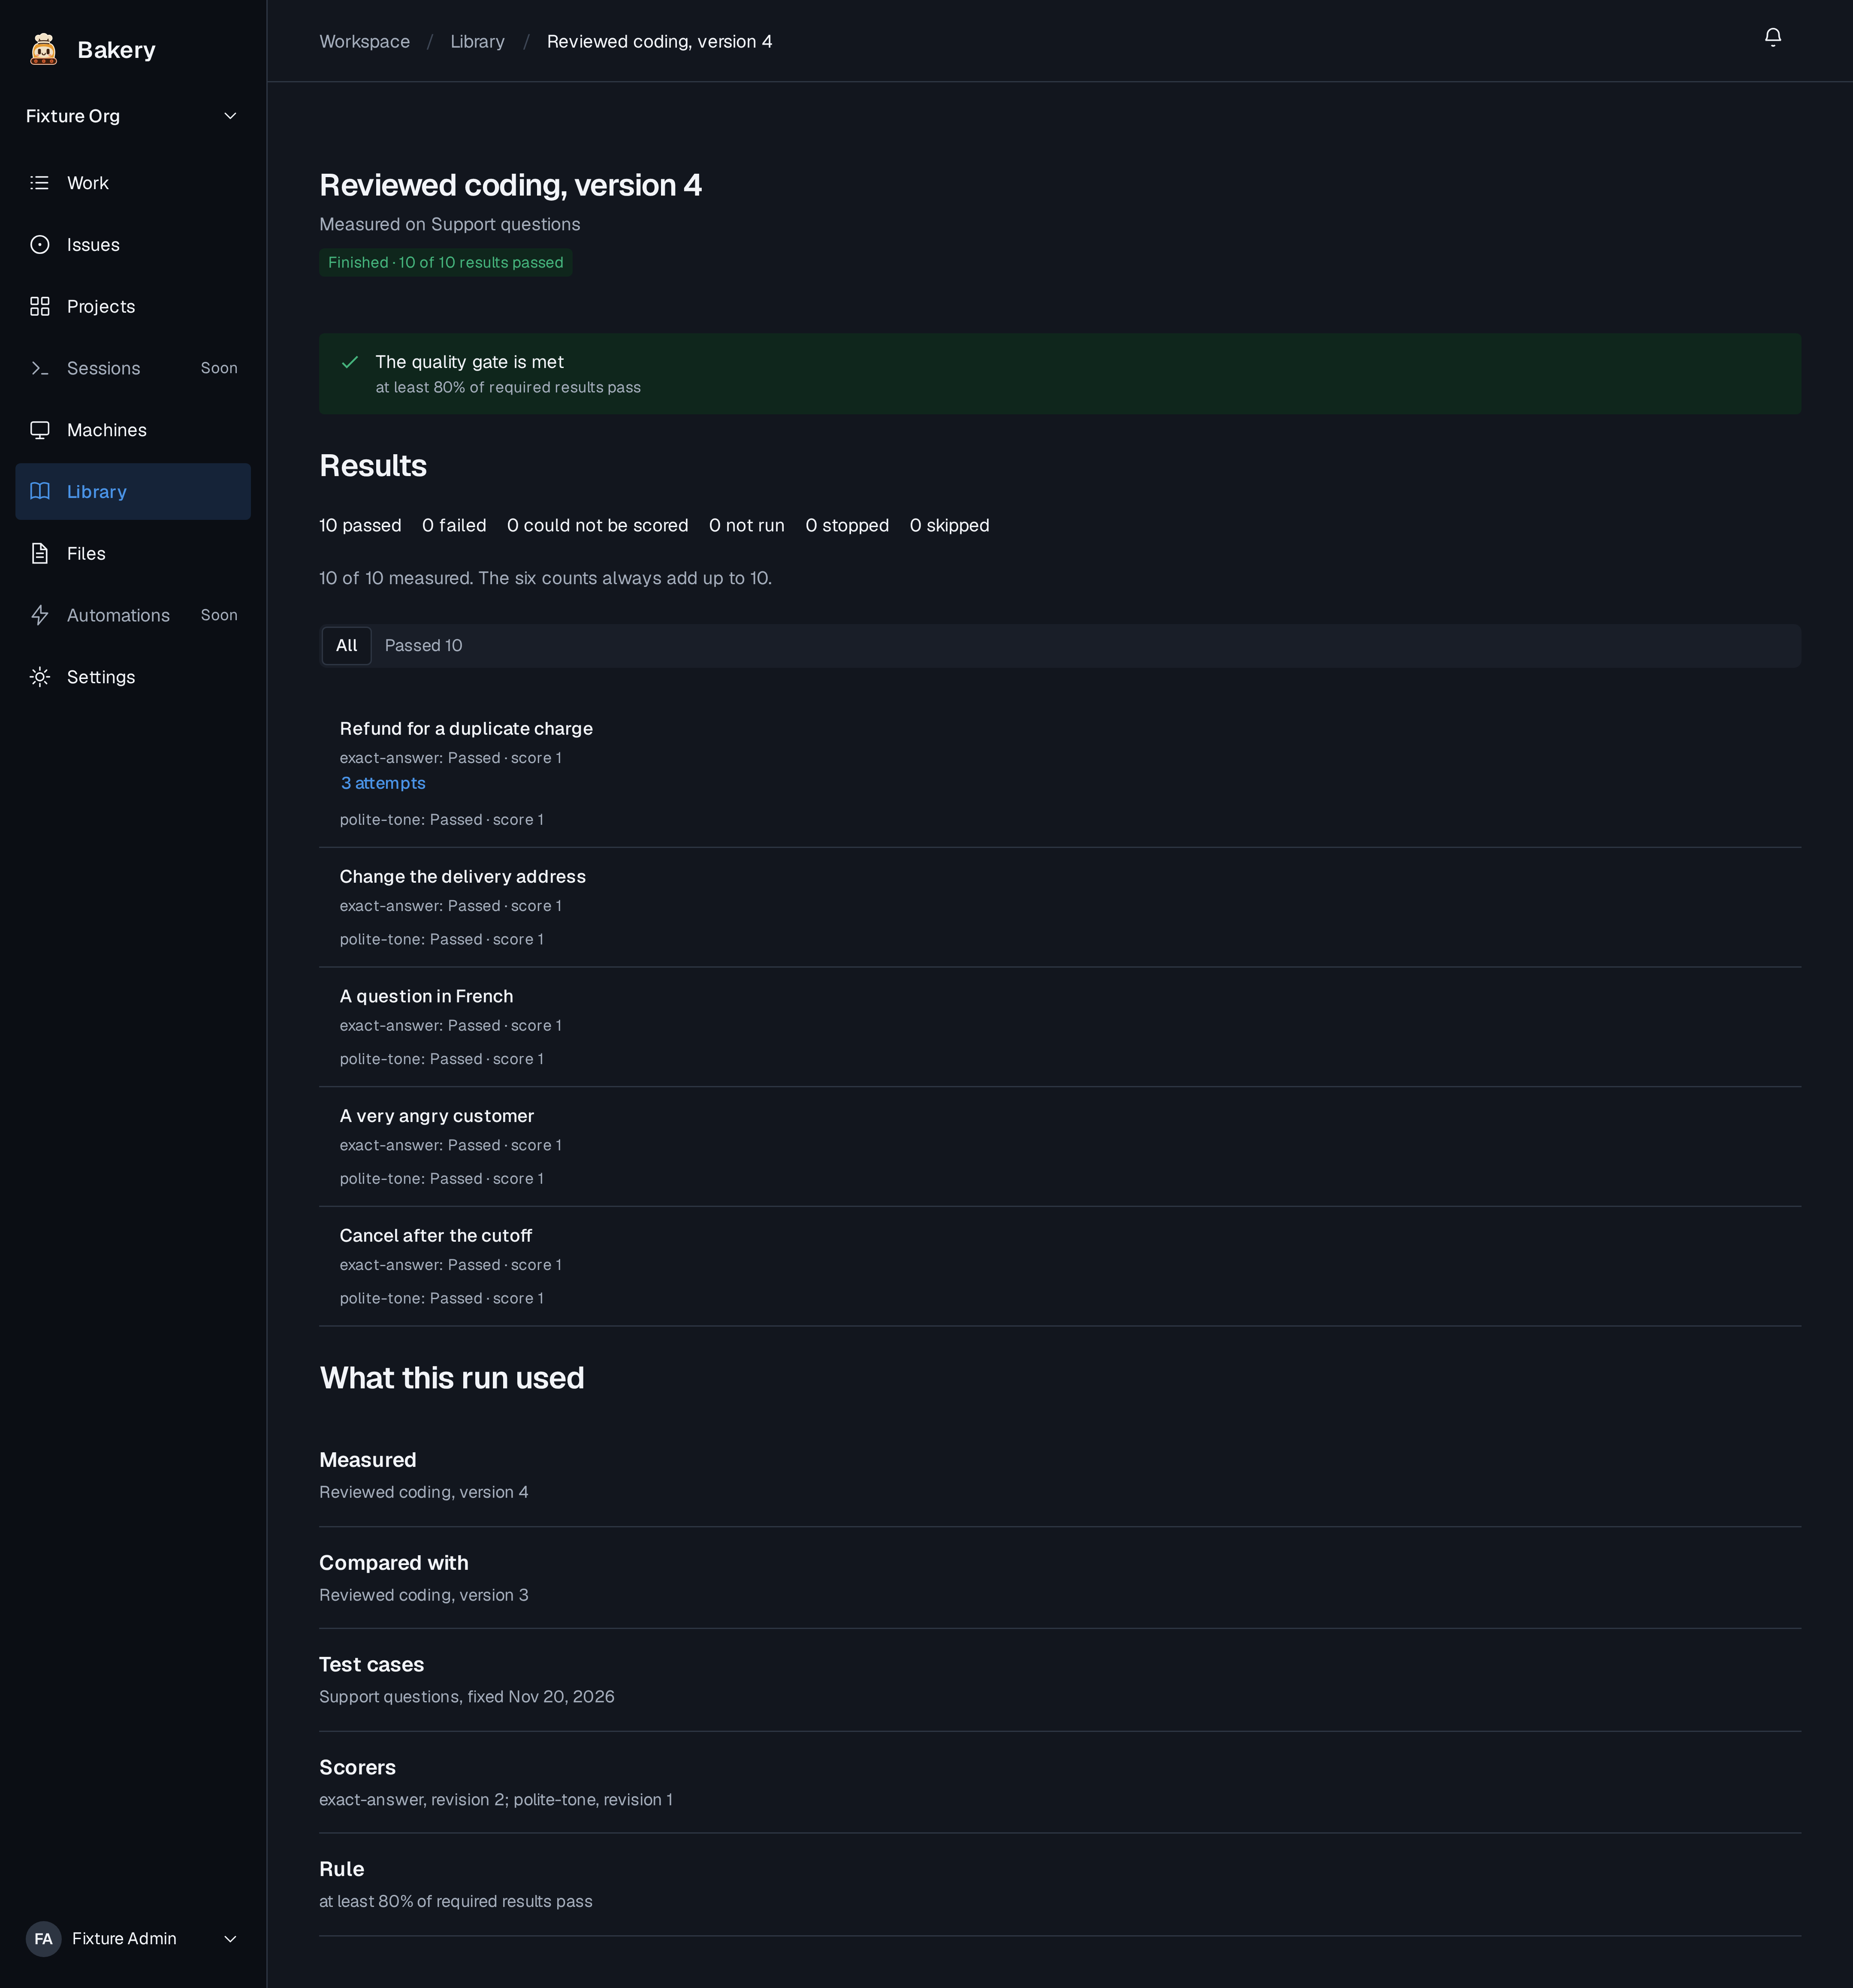 Bakery
Fixture Org
Work
Issues
Projects
Sessions Soon
Machines
Library
Files
Automations Soon
Settings
FA Fixture Admin
Workspace / Library / Reviewed coding, version 4
Reviewed coding, version 4
Measured on Support questions
Finished · 10 of 10 results passed
The quality gate is met
at least 80% of required results pass
Results
10 passed 0 failed 0 could not be scored 0 not run 0 stopped 0 skipped
10 of 10 measured. The six counts always add up to 10.
All Passed 10
Refund for a duplicate charge
exact-answer: Passed · score 1
3 attempts
polite-tone: Passed · score 1
Change the delivery address
exact-answer: Passed · score 1
polite-tone: Passed · score 1
A question in French
exact-answer: Passed · score 1
polite-tone: Passed · score 1
A very angry customer
exact-answer: Passed · score 1
polite-tone: Passed · score 1
Cancel after the cutoff
exact-answer: Passed · score 1
polite-tone: Passed · score 1
What this run used
Measured
Reviewed coding, version 4
Compared with
Reviewed coding, version 3
Test cases
Support questions, fixed Nov 20, 2026
Scorers
exact-answer, revision 2; polite-tone, revision 1
Rule
at least 80% of required results pass